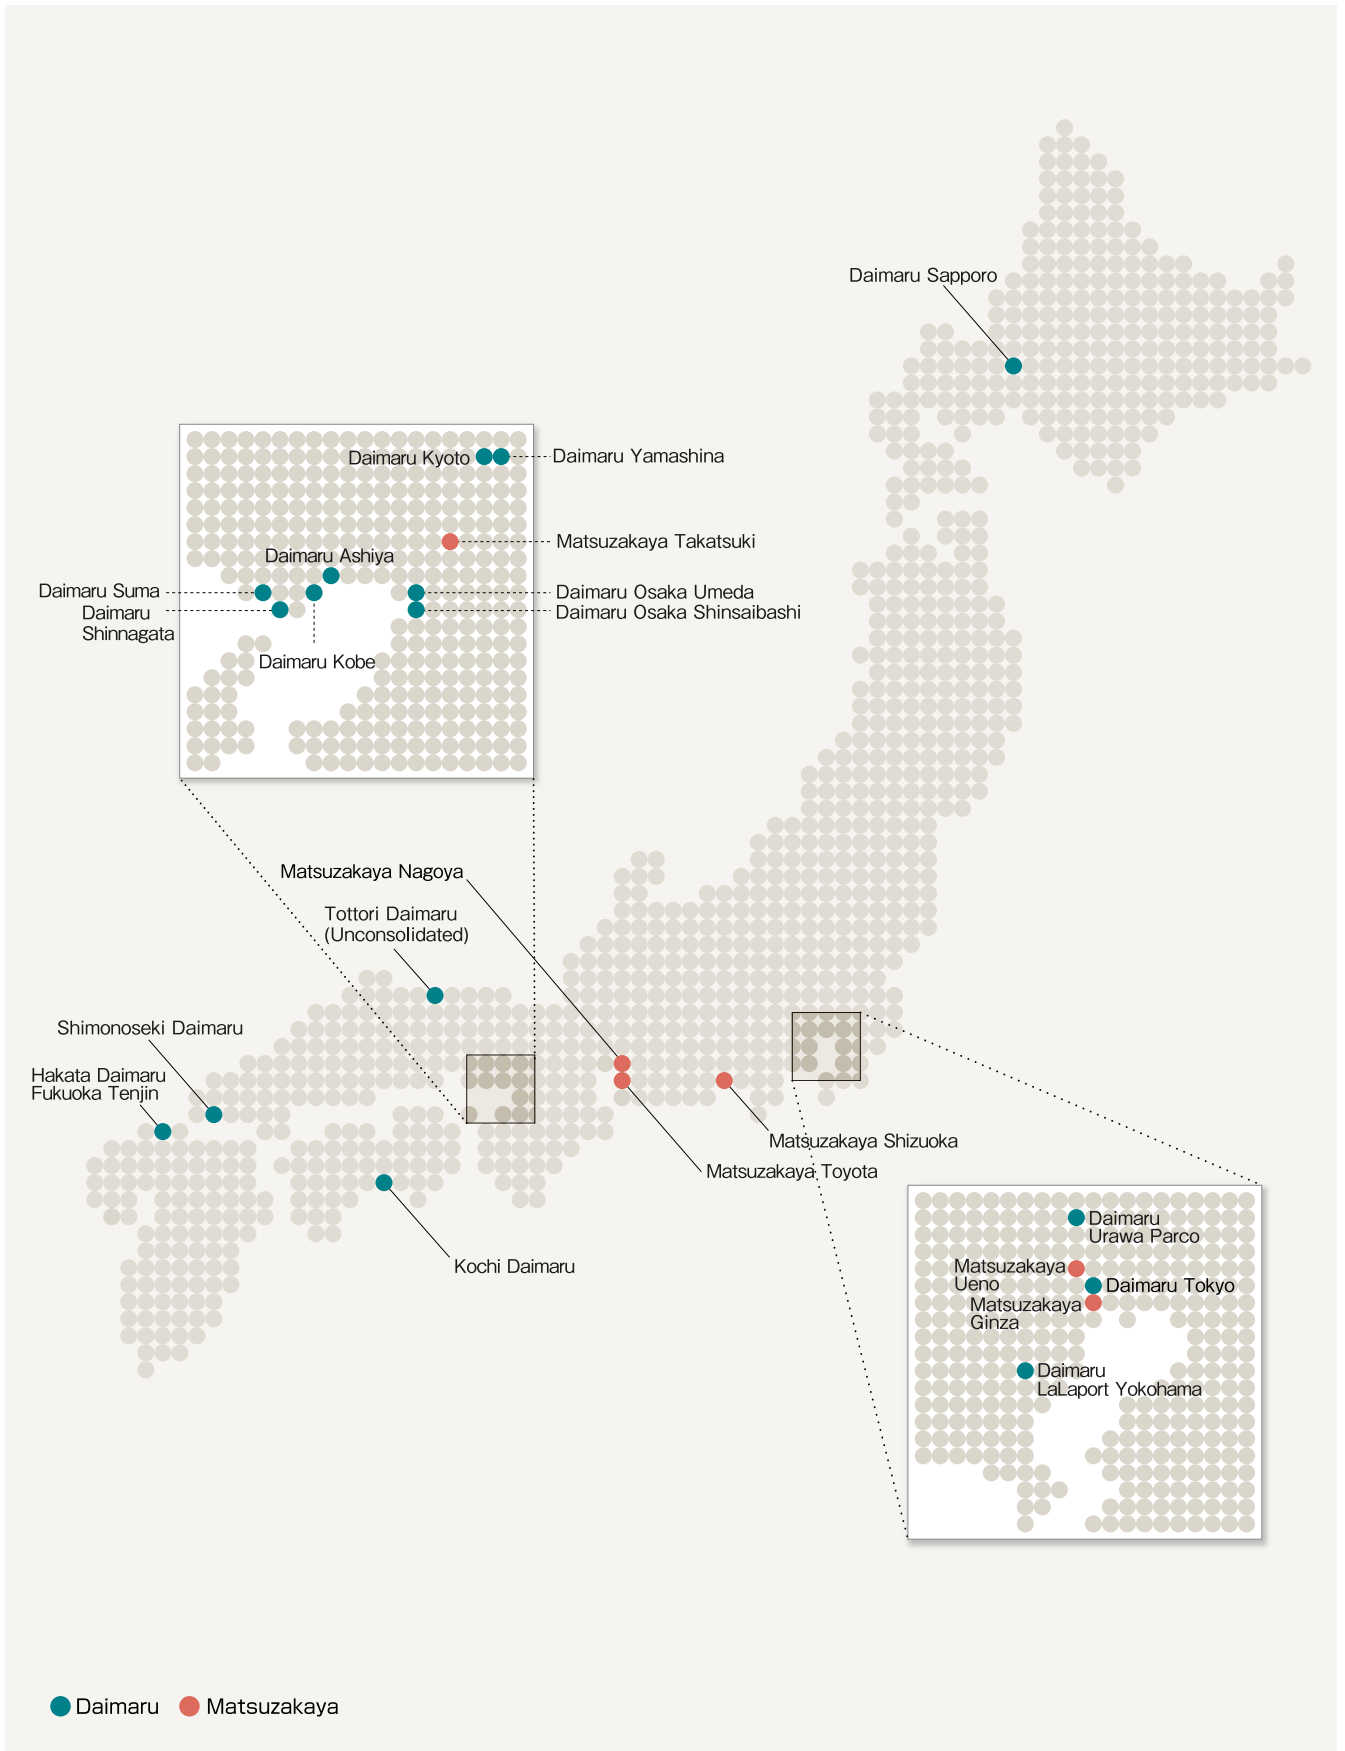 Daimaru Sapporo
Daimaru Kyoto
Daimaru Yamashina
Matsuzakaya Takatsuki
Daimaru Ashiya
Daimaru Suma
Daimaru
Shinnagata
Daimaru Osaka Umeda
Daimaru Osaka Shinsaibashi
Daimaru Kobe
Matsuzakaya Nagoya
Tottori Daimaru
(Unconsolidated)
Shimonoseki Daimaru
Hakata Daimaru
Fukuoka Tenjin
Matsuzakaya Shizuoka
Matsuzakaya Toyota
Kochi Daimaru
Daimaru
Urawa Parco
Matsuzakaya
Ueno
Daimaru Tokyo
Matsuzakaya
Ginza
Daimaru
LaLaport Yokohama
Daimaru
Matsuzakaya